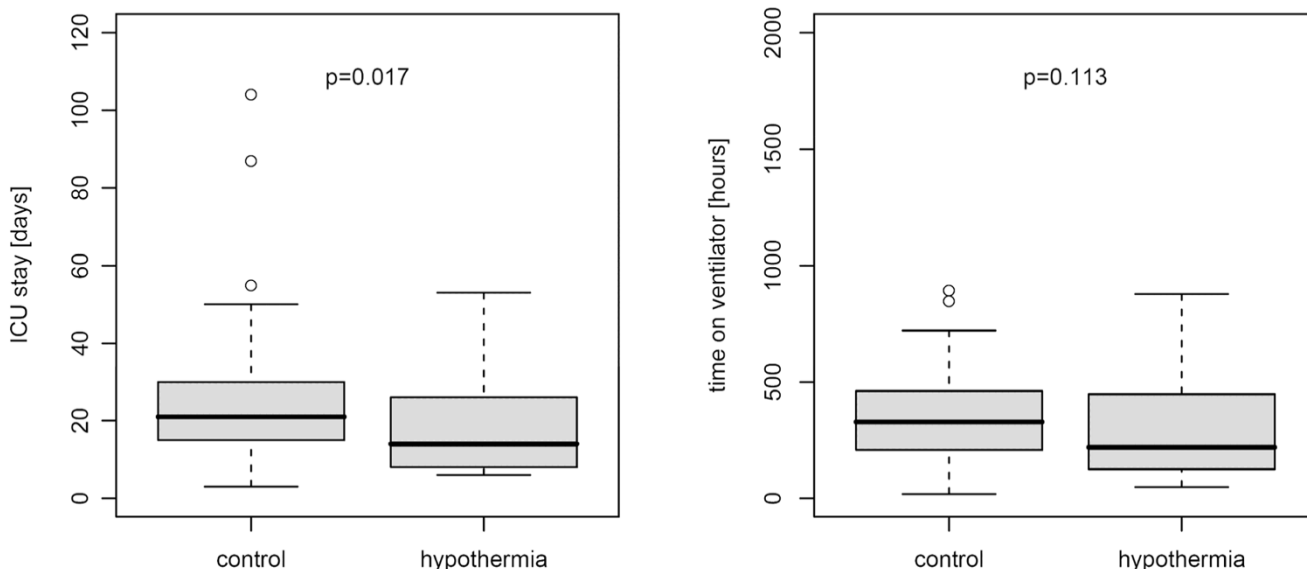 ICU stay [days]
120
100
80
60
40
20
0
p=0.017
control
hypothermia
time on ventilator [hours]
2000
1500
1000
500
0
p=0.113
control
hypothermia